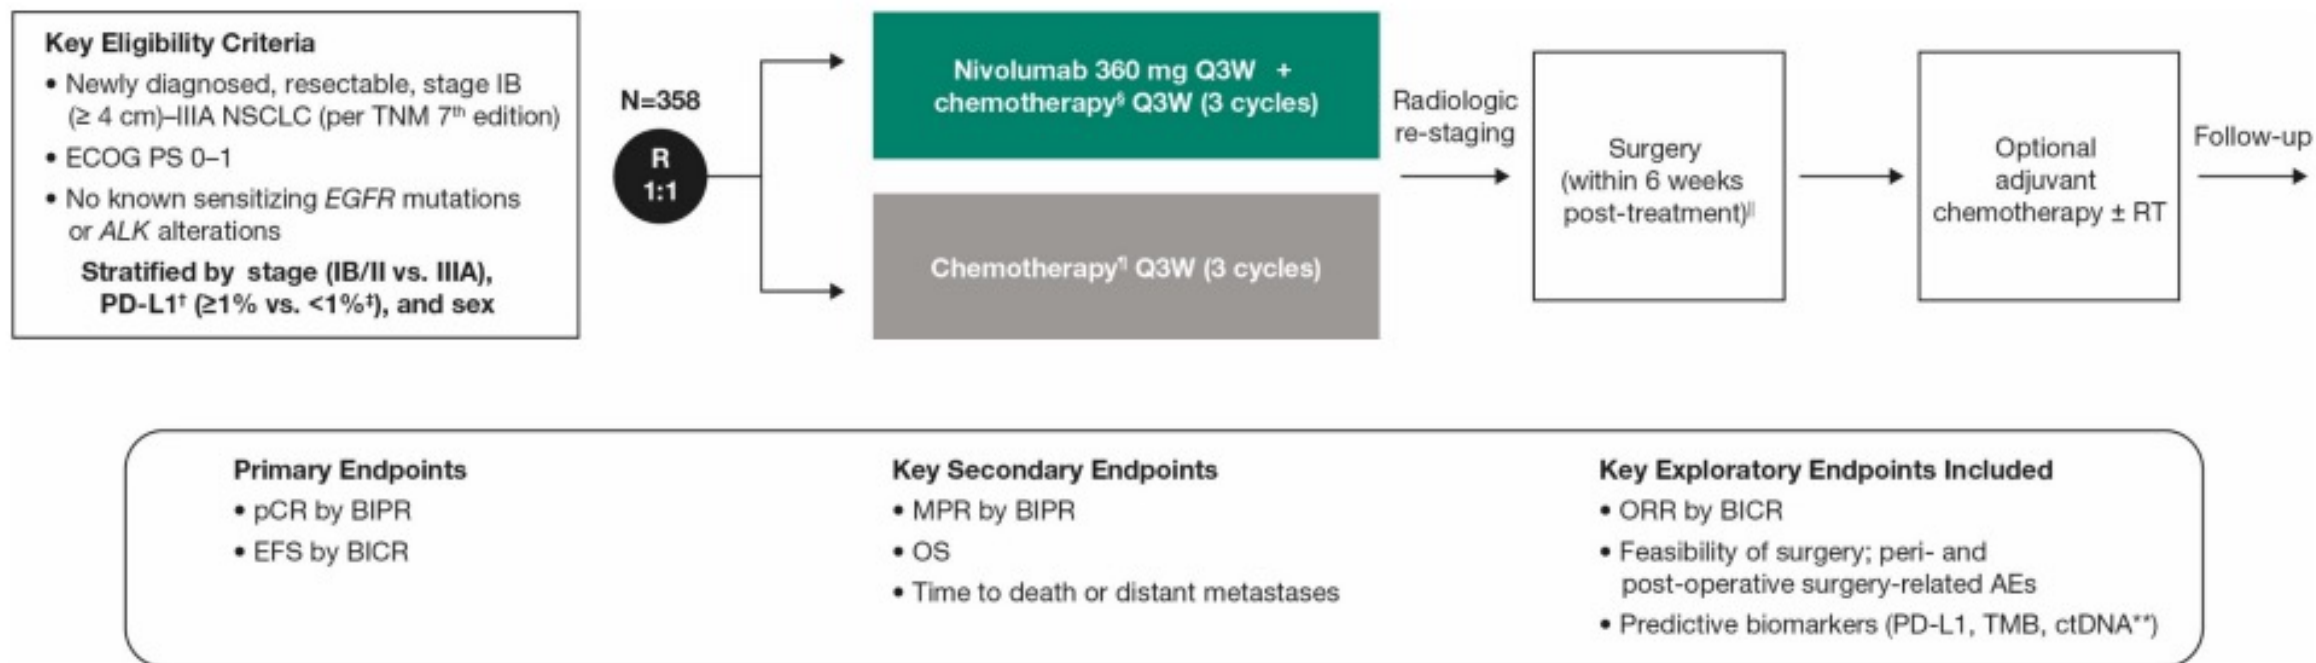 Key Eligibility Criteria
• Newly diagnosed, resectable, stage IB
(≥ 4 cm)–IIIA NSCLC (per TNM 7th edition)
• ECOG PS 0–1
• No known sensitizing EGFR mutations
or ALK alterations
Stratified by stage (IB/II vs. IIIA),
PD-L1† (≥1% vs. <1%‡), and sex
N=358
R
1:1
Nivolumab 360 mg Q3W +
chemotherapy§ Q3W (3 cycles)
Chemotherapy¶ Q3W (3 cycles)
Radiologic
re-staging
Surgery
(within 6 weeks
post-treatment)||
Optional
adjuvant
chemotherapy ± RT
Follow-up
Primary Endpoints
• pCR by BIPR
• EFS by BICR
Key Secondary Endpoints
• MPR by BIPR
• OS
• Time to death or distant metastases
Key Exploratory Endpoints Included
• ORR by BICR
• Feasibility of surgery; peri- and
post-operative surgery-related AEs
• Predictive biomarkers (PD-L1, TMB, ctDNA**)